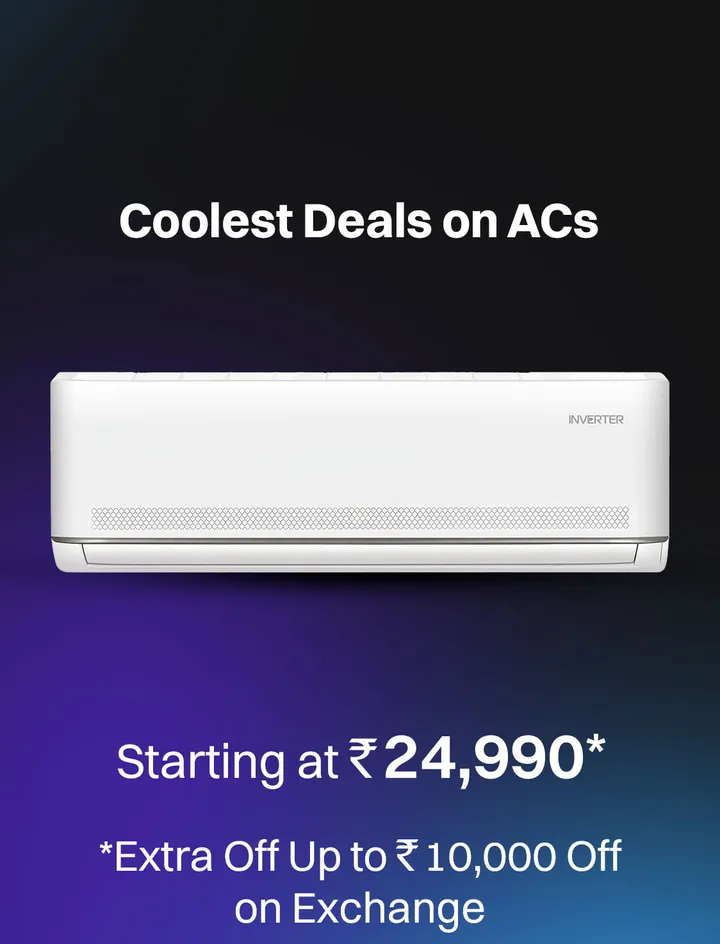 Coolest Deals on ACs
INVERTER
Starting at ₹24,990*
*Extra Off Up to ₹10,000 Off
on Exchange